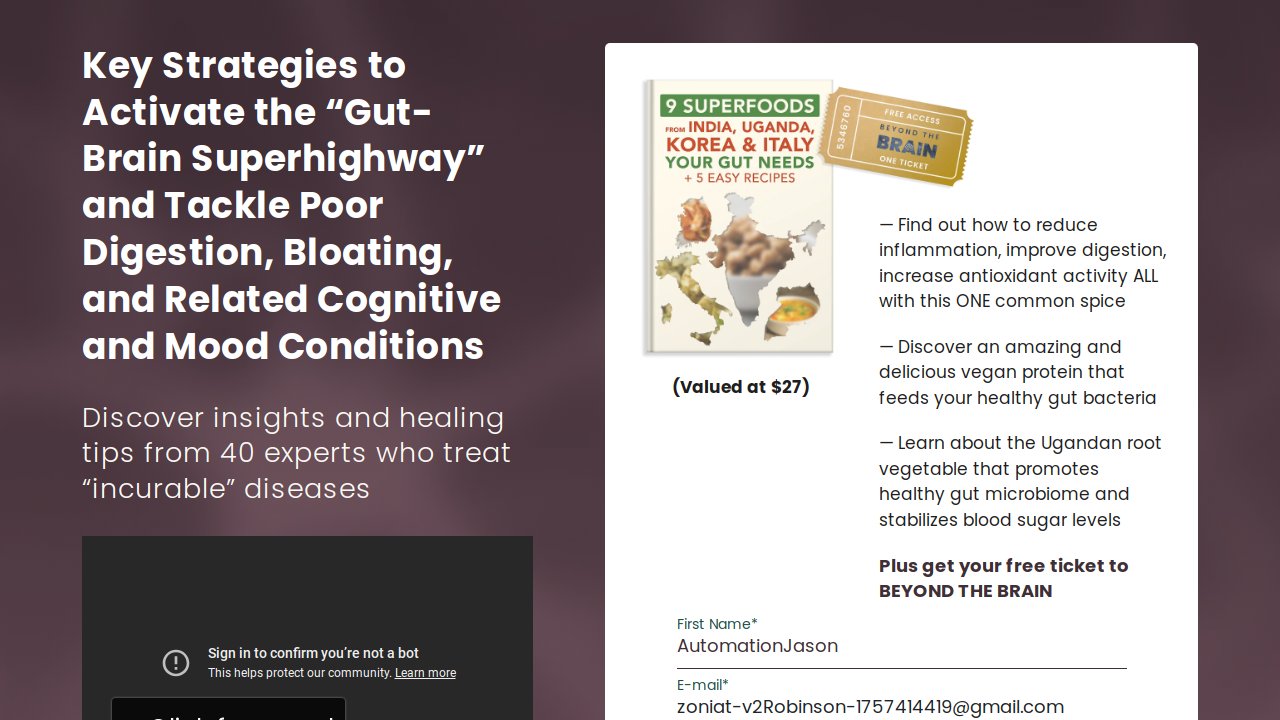 Key Strategies to
Activate the “Gut-
Brain Superhighway”
and Tackle Poor
Digestion, Bloating,
and Related Cognitive
and Mood Conditions
Discover insights and healing
tips from 40 experts who treat
“incurable” diseases
Sign in to confirm you’re not a bot
This helps protect our community. Learn more
9 SUPERFOODS
FROM INDIA, UGANDA,
KOREA & ITALY
YOUR GUT NEEDS
+ 5 EASY RECIPES
5346760
FREE ACCESS
BEYOND THE
BRAIN
ONE TICKET
(Valued at $27)
— Find out how to reduce
inflammation, improve digestion,
increase antioxidant activity ALL
with this ONE common spice
— Discover an amazing and
delicious vegan protein that
feeds your healthy gut bacteria
— Learn about the Ugandan root
vegetable that promotes
healthy gut microbiome and
stabilizes blood sugar levels
Plus get your free ticket to
BEYOND THE BRAIN
First Name*
AutomationJason
E-mail*
zoniat-v2Robinson-1757414419@gmail.com